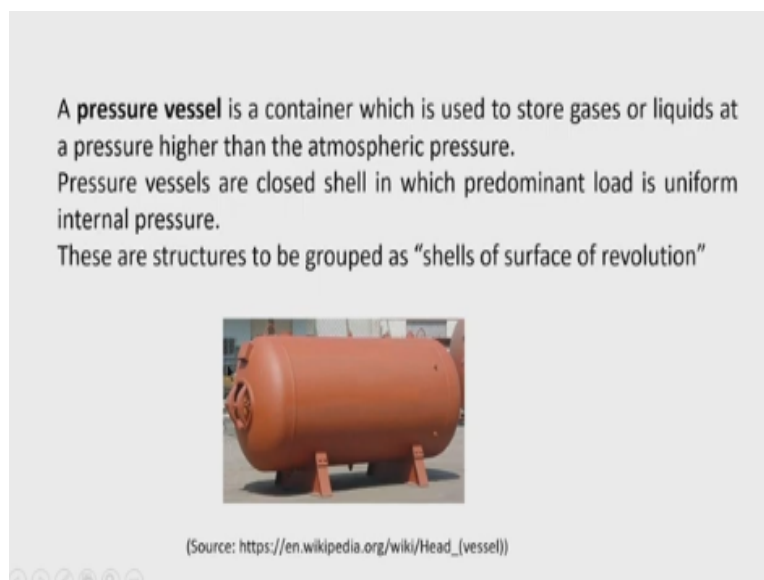 A pressure vessel is a container which is used to store gases or liquids at
a pressure higher than the atmospheric pressure.
Pressure vessels are closed shell in which predominant load is uniform
internal pressure.
These are structures to be grouped as “shells of surface of revolution”
(Source: https://en.wikipedia.org/wiki/Head_(vessel))